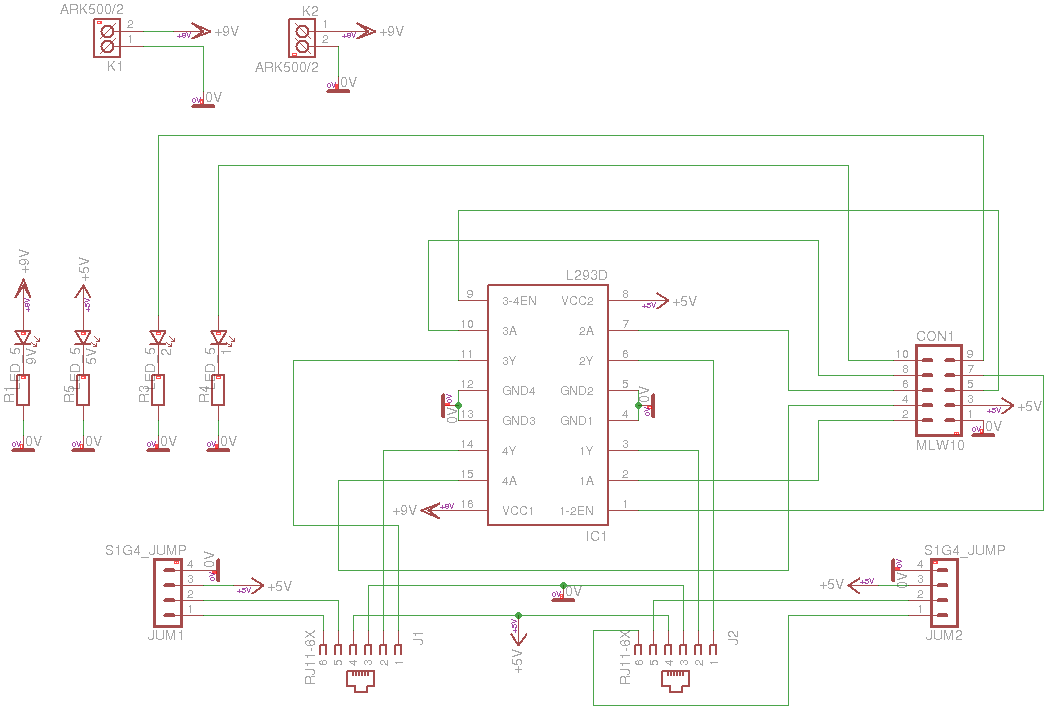 ARK500/2
2
+9V
+9V
1
0V
0V
K1
K2
1
+9V
+9V
2
0V
0V
ARK500/2
+9V
+9V
LED_5
9V
R1
0V
0V
+5V
+5V
LED_5
5V
R5
0V
0V
LED_5
2
R3
0V
0V
LED_5
1
R4
0V
0V
L293D
9 3-4EN VCC2 8
+5V
+5V
10 3A 2A 7
11 3Y 2Y 6
12 GND4 GND2 5
0V
0V
0V
0V
13 GND3 GND1 4
14 4Y 1Y 3
15 4A 1A 2
+9V
+9V
16 VCC1 1-2EN 1
IC1
CON1
10 9
8 7
6 5
4 3
+5V
+5V
2 1
0V
0V
MLW10
S1G4_JUMP
4
0V
0V
3
+5V
+5V
2
1
JUM1
S1G4_JUMP
0V
0V
4
+5V
+5V
3
2
1
JUM2
0V
0V
+5V
+5V
RJ11-6X
6 5 4 3 2 1
J1
RJ11-6X
6 5 4 3 2 1
J2